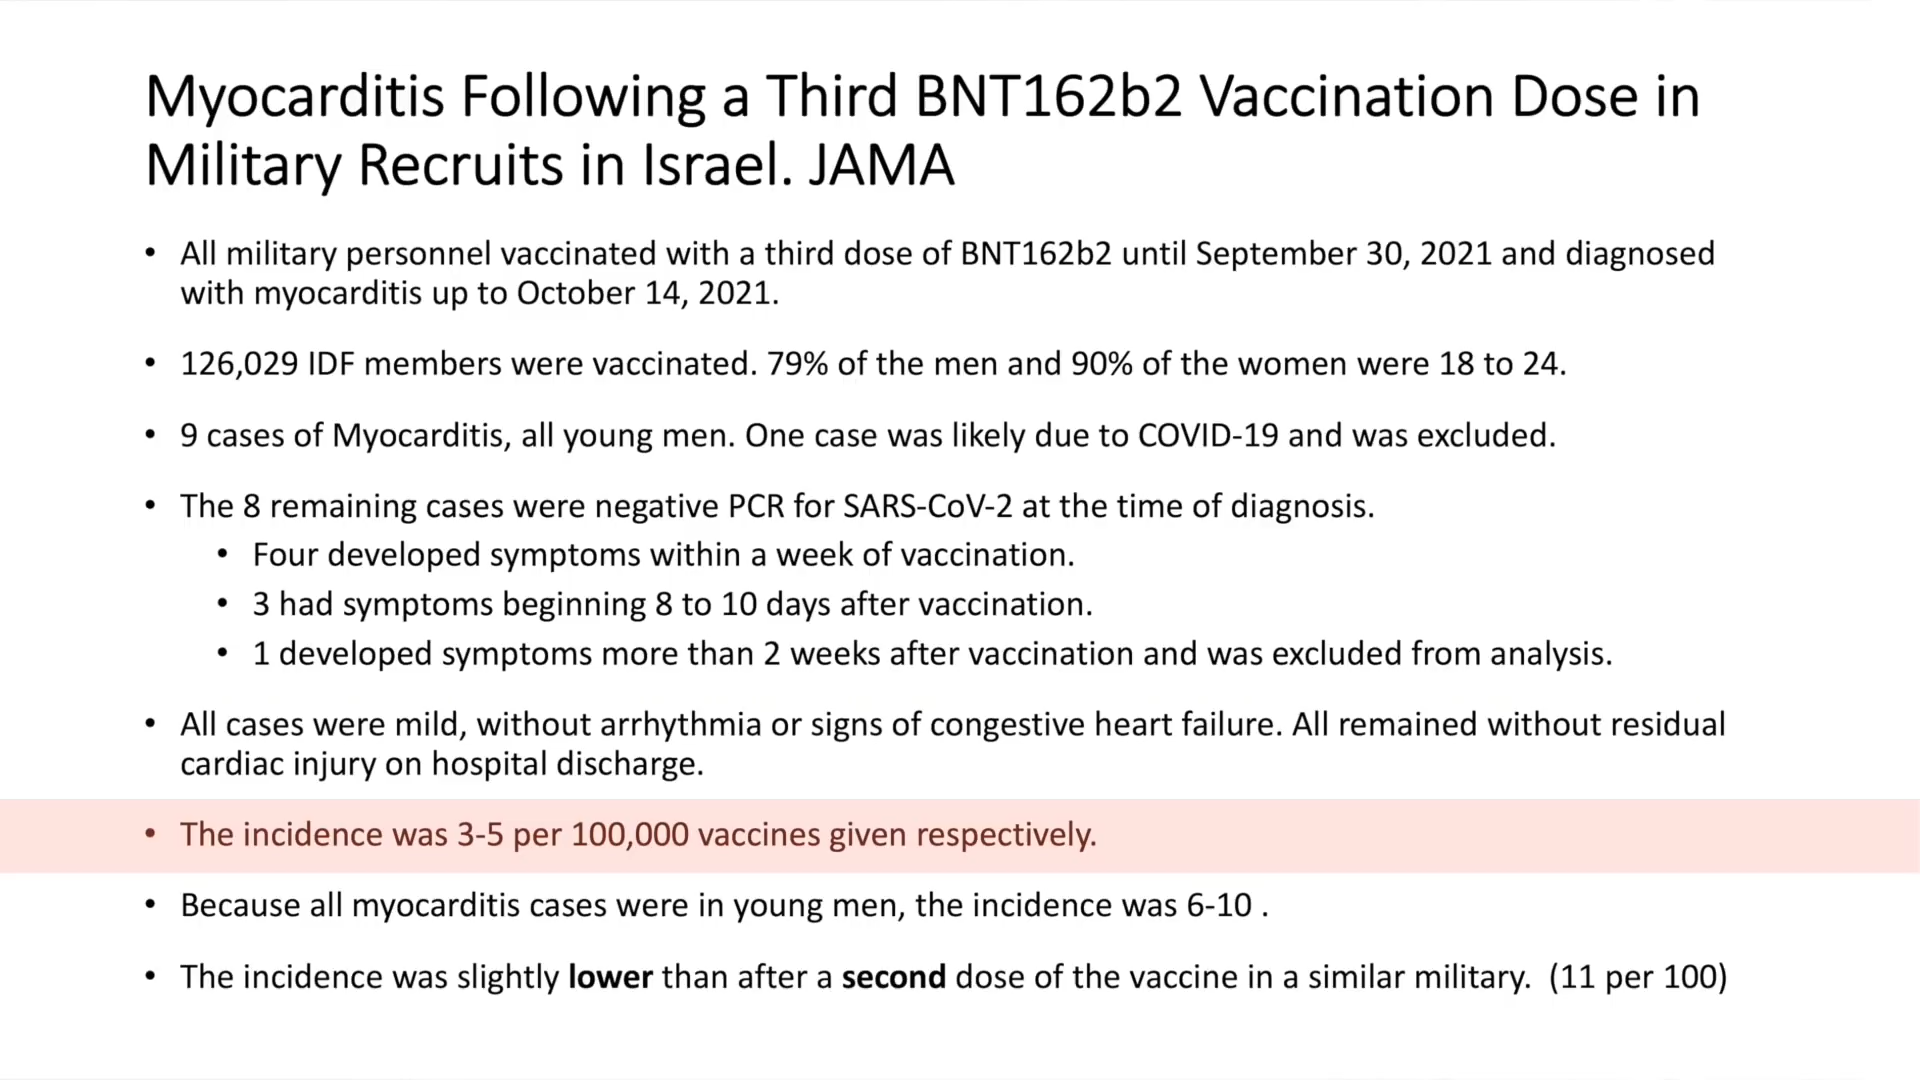 Myocarditis Following a Third BNT162b2 Vaccination Dose in
Military Recruits in Israel. JAMA
• All military personnel vaccinated with a third dose of BNT162b2 until September 30, 2021 and diagnosed
with myocarditis up to October 14, 2021.
• 126,029 IDF members were vaccinated. 79% of the men and 90% of the women were 18 to 24.
• 9 cases of Myocarditis, all young men. One case was likely due to COVID-19 and was excluded.
• The 8 remaining cases were negative PCR for SARS-CoV-2 at the time of diagnosis.
• Four developed symptoms within a week of vaccination.
• 3 had symptoms beginning 8 to 10 days after vaccination.
• 1 developed symptoms more than 2 weeks after vaccination and was excluded from analysis.
• All cases were mild, without arrhythmia or signs of congestive heart failure. All remained without residual
cardiac injury on hospital discharge.
• The incidence was 3-5 per 100,000 vaccines given respectively.
• Because all myocarditis cases were in young men, the incidence was 6-10 .
• The incidence was slightly lower than after a second dose of the vaccine in a similar military. (11 per 100)